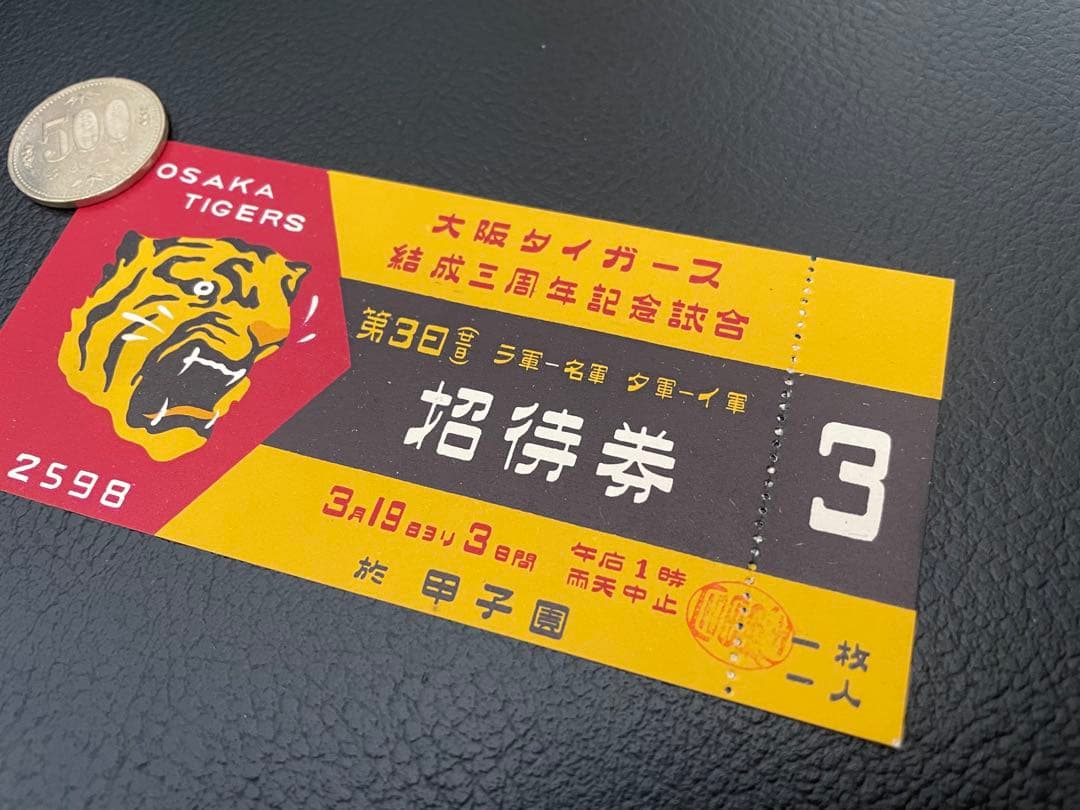 500
OSAKA
TIGERS
2598
大阪タイガース
結成三周年記念試合
第3日(廿一日) ラ軍-名軍 タ軍-イ軍
招待券
3月19日ヨリ3日間
午后1時
雨天中止
於 甲子園
3
一枚
一人